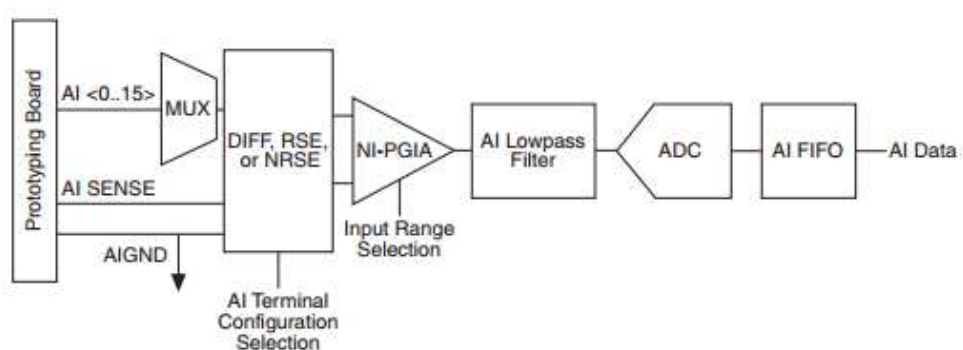 Prototyping Board
AI <0..15>
MUX
AI SENSE
AIGND
DIFF, RSE,
or NRSE
AI Terminal
Configuration
Selection
NI-PGIA
Input Range
Selection
AI Lowpass
Filter
ADC
AI FIFO
AI Data